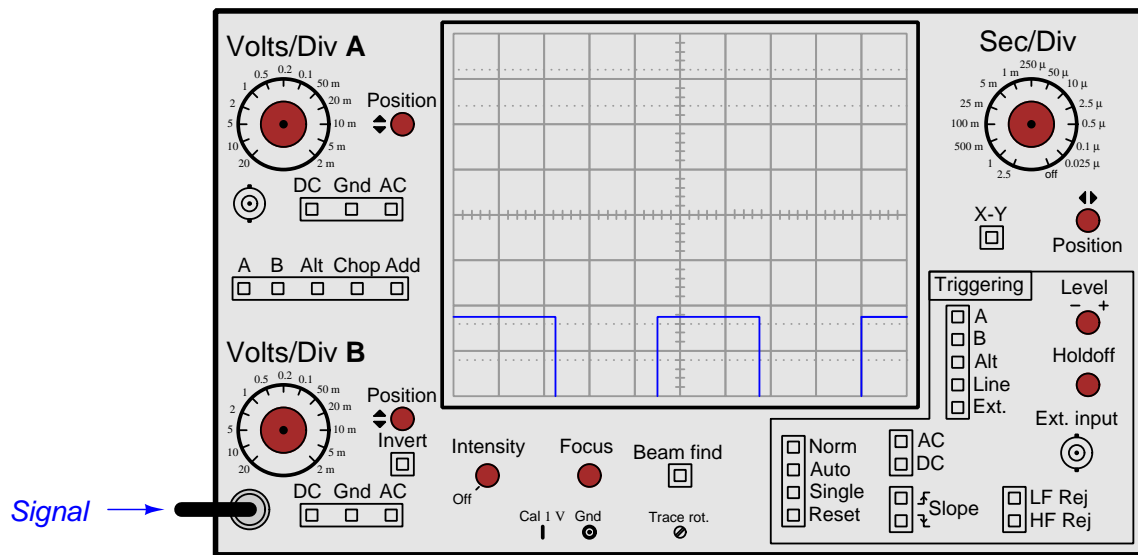 Volts/Div A
0.5 0.2 0.1
1 50 m
2 20 m
5 10 m
10 5 m
20 2 m
Position
DC Gnd AC
A B Alt Chop Add
Volts/Div B
0.5 0.2 0.1
1 50 m
2 20 m
5 10 m
10 5 m
20 2 m
Position
Invert
DC Gnd AC
Signal
Intensity
Off
Focus
Beam find
Cal 1 V Gnd Trace rot.
Sec/Div
250 µ
1 m 50 µ
5 m 10 µ
25 m 2.5 µ
100 m 0.5 µ
500 m 0.1 µ
1 0.025 µ
2.5 off
X-Y
Position
Triggering
A
B
Alt
Line
Ext.
Level
- +
Holdoff
Ext. input
Norm
Auto
Single
Reset
AC
DC
Slope
LF Rej
HF Rej